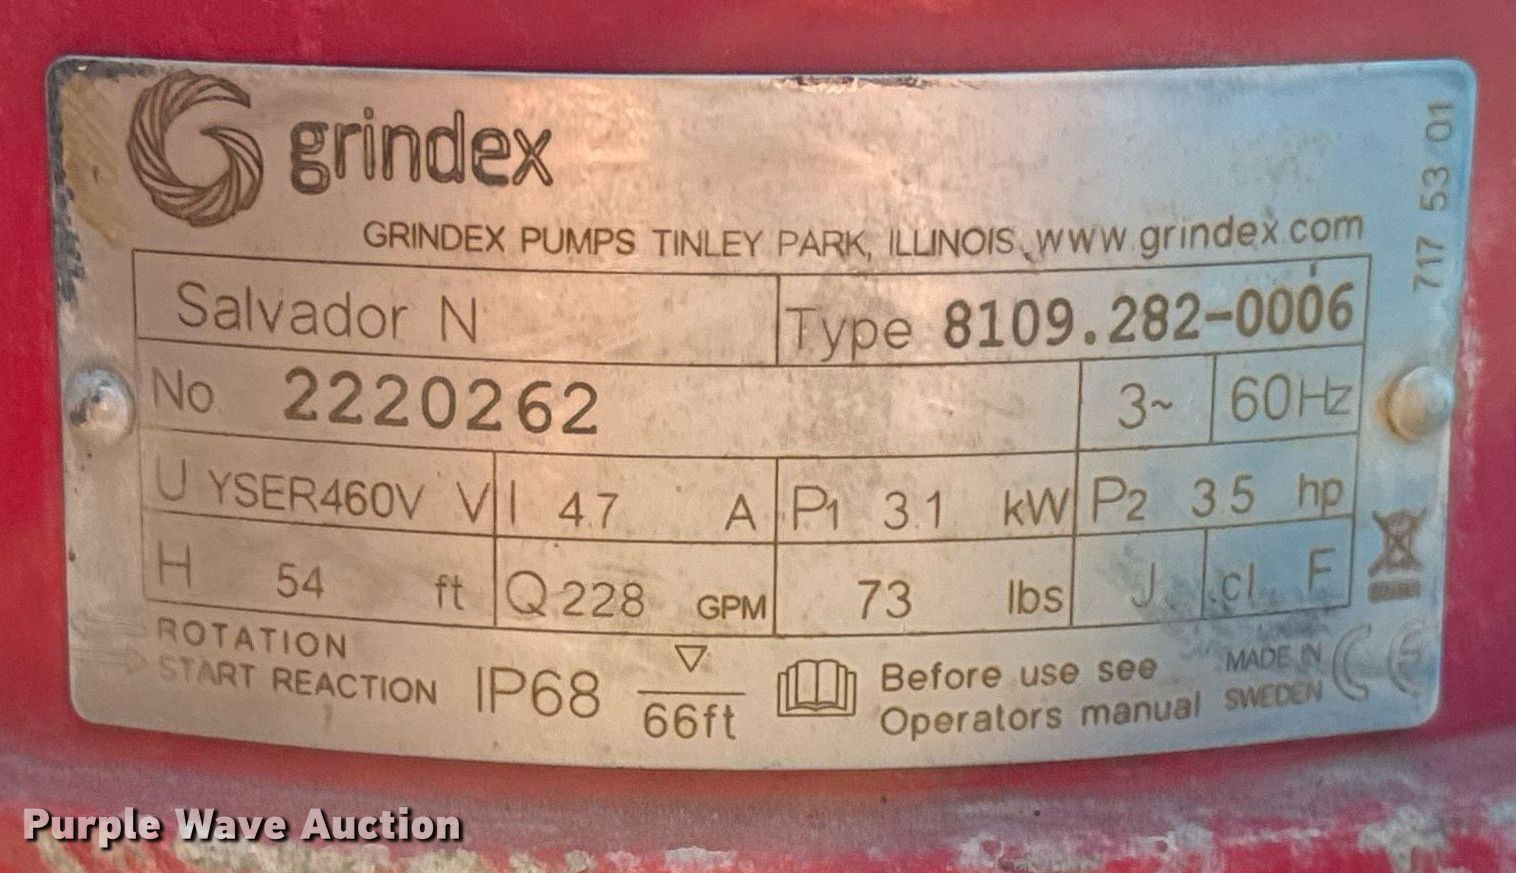 grindex
GRINDEX PUMPS TINLEY PARK, ILLINOIS, www.grindex.com
717 53 01
Salvador N Type 8109.282-0006
No 2220262 3~ 60Hz
U YSER460V V I 4.7 A P1 3.1 kW P2 3.5 hp
H 54 ft Q 228 GPM 73 lbs J cl. F
ROTATION
START REACTION IP68 66ft
Before use see
Operators manual
MADE IN
SWEDEN
CE
Purple Wave Auction